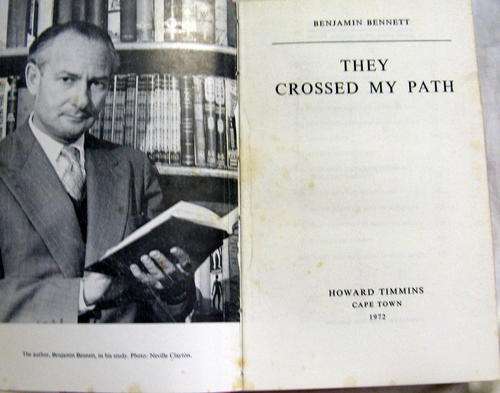 The author, Benjamin Bennett, in his study. Photo: Neville Clayton.
BENJAMIN BENNETT
THEY
CROSSED MY PATH
HOWARD TIMMINS
CAPE TOWN
1972